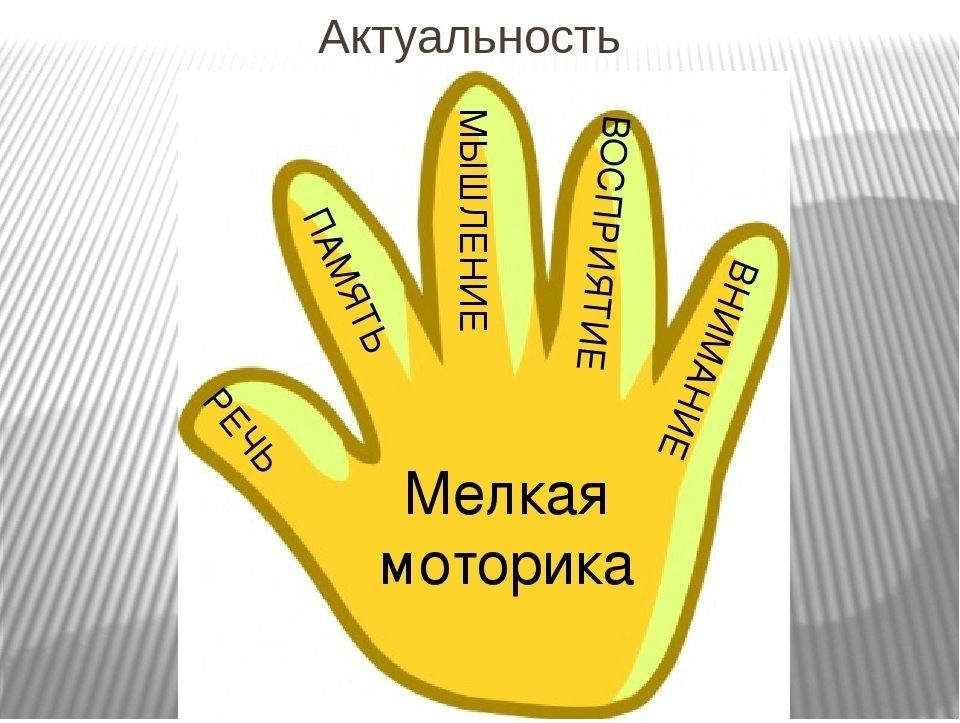 Актуальность
РЕЧЬ
ПАМЯТЬ
МЫШЛЕНИЕ
ВОСПРИЯТИЕ
ВНИМАНИЕ
Мелкая
моторика